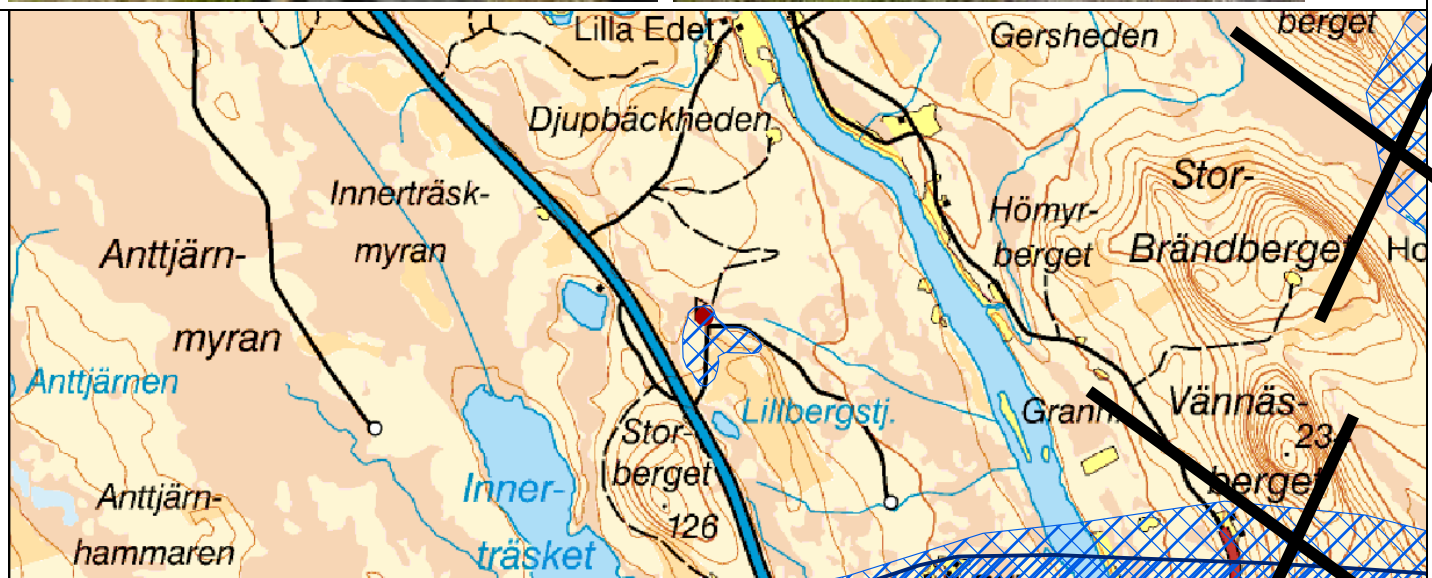 Lilla Edet
Gersheden
berget
Djupbäckheden
Innerträsk-
myran
Stor-
Brändberget
Hömyr-
berget
Anttjärn-
myran
Anttjärnen
Lillbergstj.
Vännäs-
berget
23
Stor-
berget
126
Inner-
träsket
Anttjärn-
hammaren